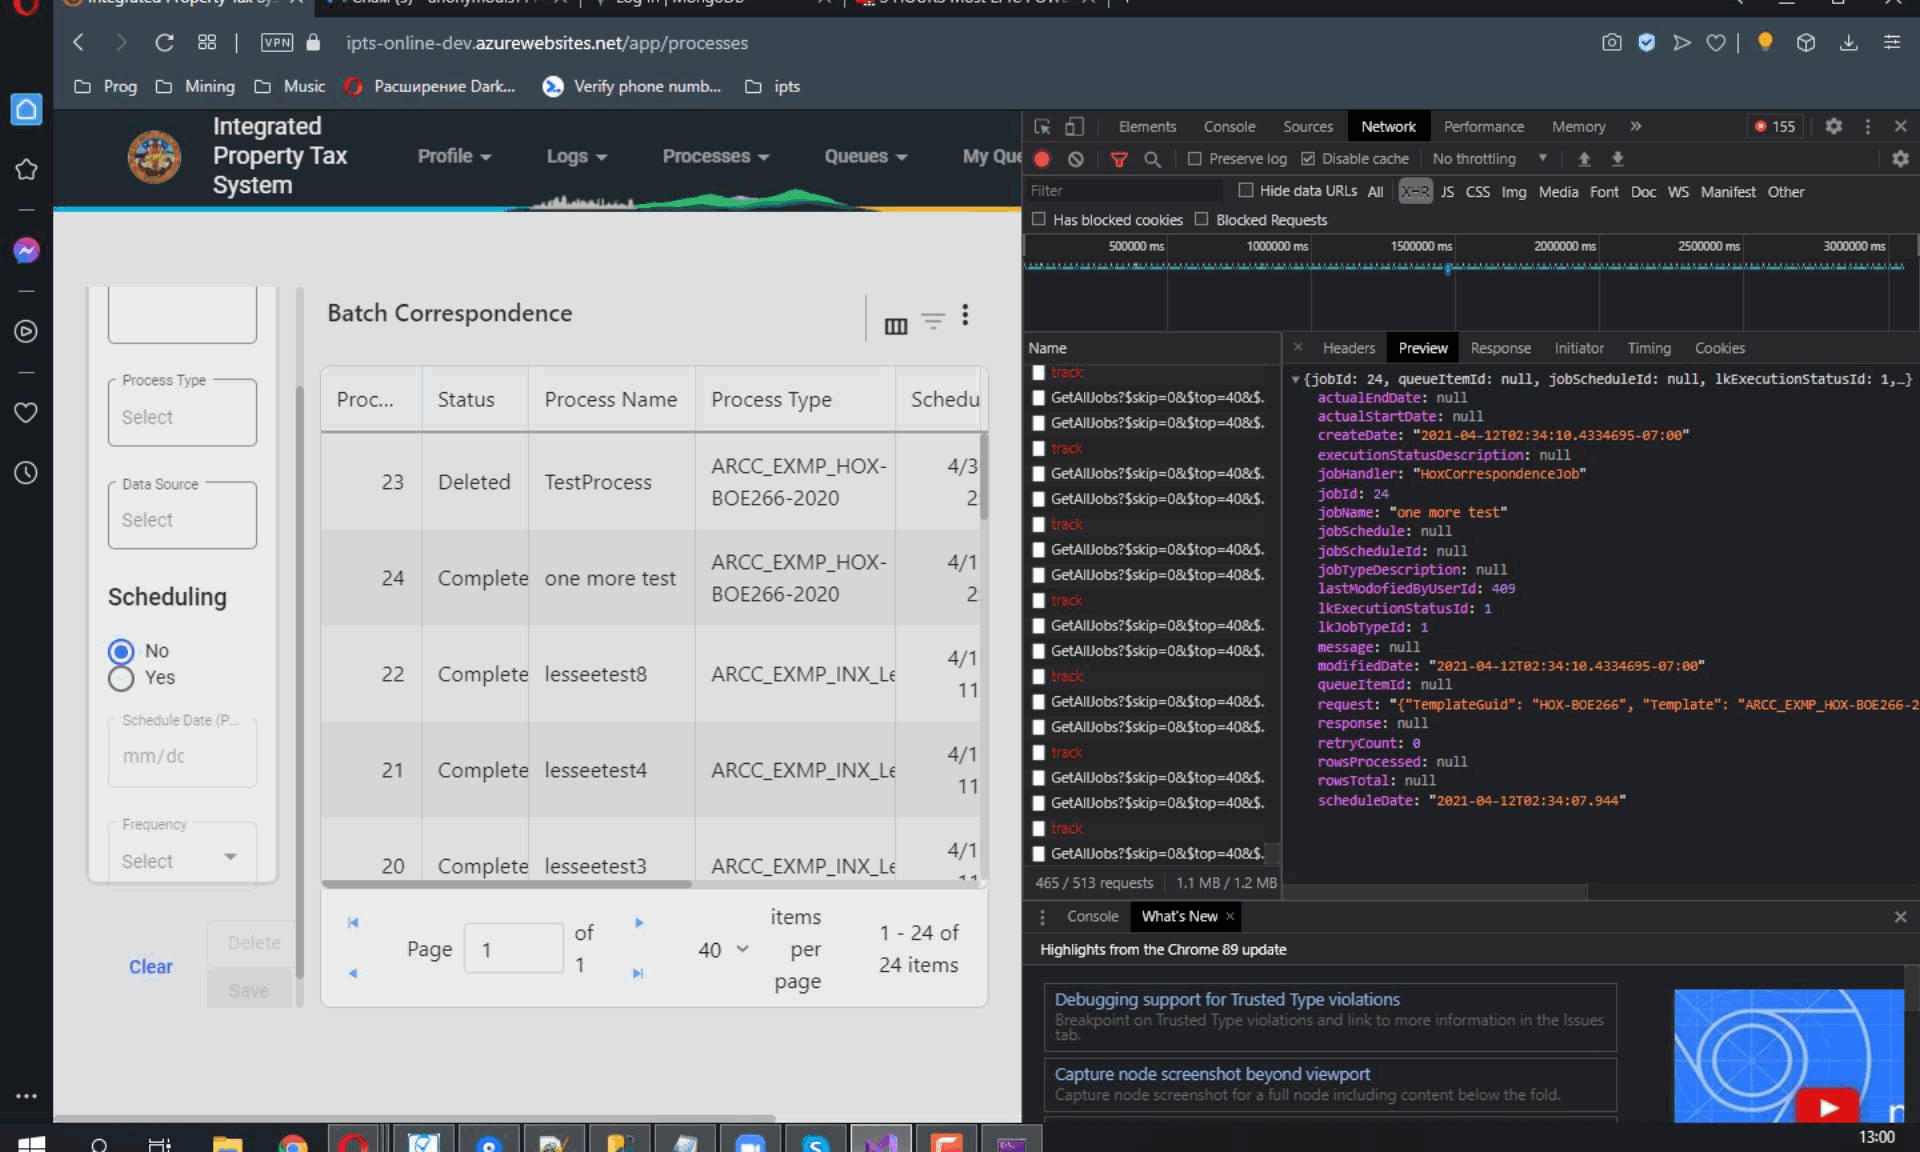 VPN
ipts-online-dev.azurewebsites.net/app/processes
Prog
Mining
Music
Расширение Dark...
Verify phone numb...
ipts
Integrated
Property Tax
System
Profile
Logs
Processes
Queues
My Que
Process Type
Select
Data Source
Select
Scheduling
No
Yes
Schedule Date (P...
mm/dc
Frequency
Select
Clear
Delete
Save
Batch Correspondence
Proc... Status Process Name Process Type Schedu
23 Deleted TestProcess ARCC_EXMP_HOX-BOE266-2020 4/3 2
24 Complete one more test ARCC_EXMP_HOX-BOE266-2020 4/1 2
22 Complete lesseetest8 ARCC_EXMP_INX_Le 4/1 11
21 Complete lesseetest4 ARCC_EXMP_INX_Le 4/1 11
20 Complete lesseetest3 ARCC_EXMP_INX_Le 4/1
Page 1 of 1
40 items per page
1 - 24 of 24 items
Elements Console Sources Network Performance Memory 155
Preserve log Disable cache No throttling
Filter Hide data URLs All XHR JS CSS Img Media Font Doc WS Manifest Other
Has blocked cookies Blocked Requests
500000 ms 1000000 ms 1500000 ms 2000000 ms 2500000 ms 3000000 ms
Name
track
GetAllJobs?$skip=0&$top=40&$.
GetAllJobs?$skip=0&$top=40&$.
track
GetAllJobs?$skip=0&$top=40&$.
GetAllJobs?$skip=0&$top=40&$.
track
GetAllJobs?$skip=0&$top=40&$.
GetAllJobs?$skip=0&$top=40&$.
track
GetAllJobs?$skip=0&$top=40&$.
GetAllJobs?$skip=0&$top=40&$.
track
GetAllJobs?$skip=0&$top=40&$.
GetAllJobs?$skip=0&$top=40&$.
track
GetAllJobs?$skip=0&$top=40&$.
GetAllJobs?$skip=0&$top=40&$.
track
GetAllJobs?$skip=0&$top=40&$.
465 / 513 requests 1.1 MB / 1.2 MB
Headers Preview Response Initiator Timing Cookies
{jobId: 24, queueItemId: null, jobScheduleId: null, lkExecutionStatusId: 1,…}
actualEndDate: null
actualStartDate: null
createDate: "2021-04-12T02:34:10.4334695-07:00"
executionStatusDescription: null
jobHandler: "HoxCorrespondenceJob"
jobId: 24
jobName: "one more test"
jobSchedule: null
jobScheduleId: null
jobTypeDescription: null
lastModofiedByUserId: 409
lkExecutionStatusId: 1
lkJobTypeId: 1
message: null
modifiedDate: "2021-04-12T02:34:10.4334695-07:00"
queueItemId: null
request: "{"TemplateGuid": "HOX-BOE266", "Template": "ARCC_EXMP_HOX-BOE266-2
response: null
retryCount: 0
rowsProcessed: null
rowsTotal: null
scheduleDate: "2021-04-12T02:34:07.944"
Console What's New
Highlights from the Chrome 89 update
Debugging support for Trusted Type violations
Breakpoint on Trusted Type violations and link to more information in the Issues
tab.
Capture node screenshot beyond viewport
Capture node screenshot for a full node including content below the fold.
13:00